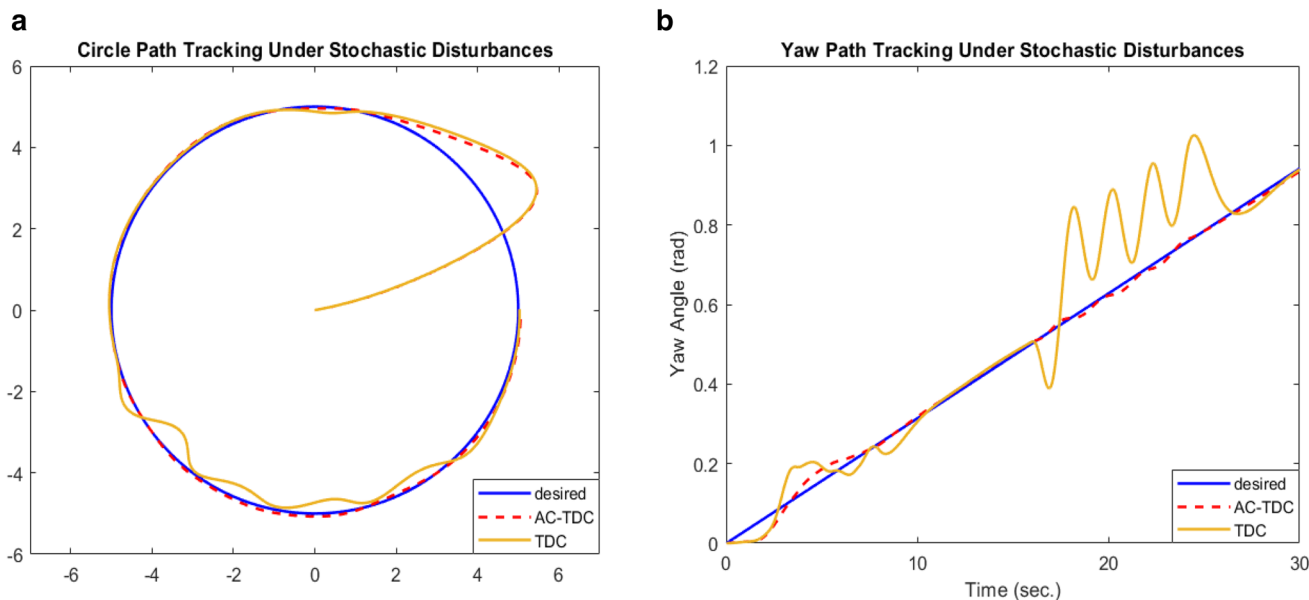 a
Circle Path Tracking Under Stochastic Disturbances
6
4
2
0
-2
-4
-6
-6
-4
-2
0
2
4
6
desired
AC-TDC
TDC
b
Yaw Path Tracking Under Stochastic Disturbances
Yaw Angle (rad)
1.2
1
0.8
0.6
0.4
0.2
0
0
10
20
30
Time (sec.)
desired
AC-TDC
TDC